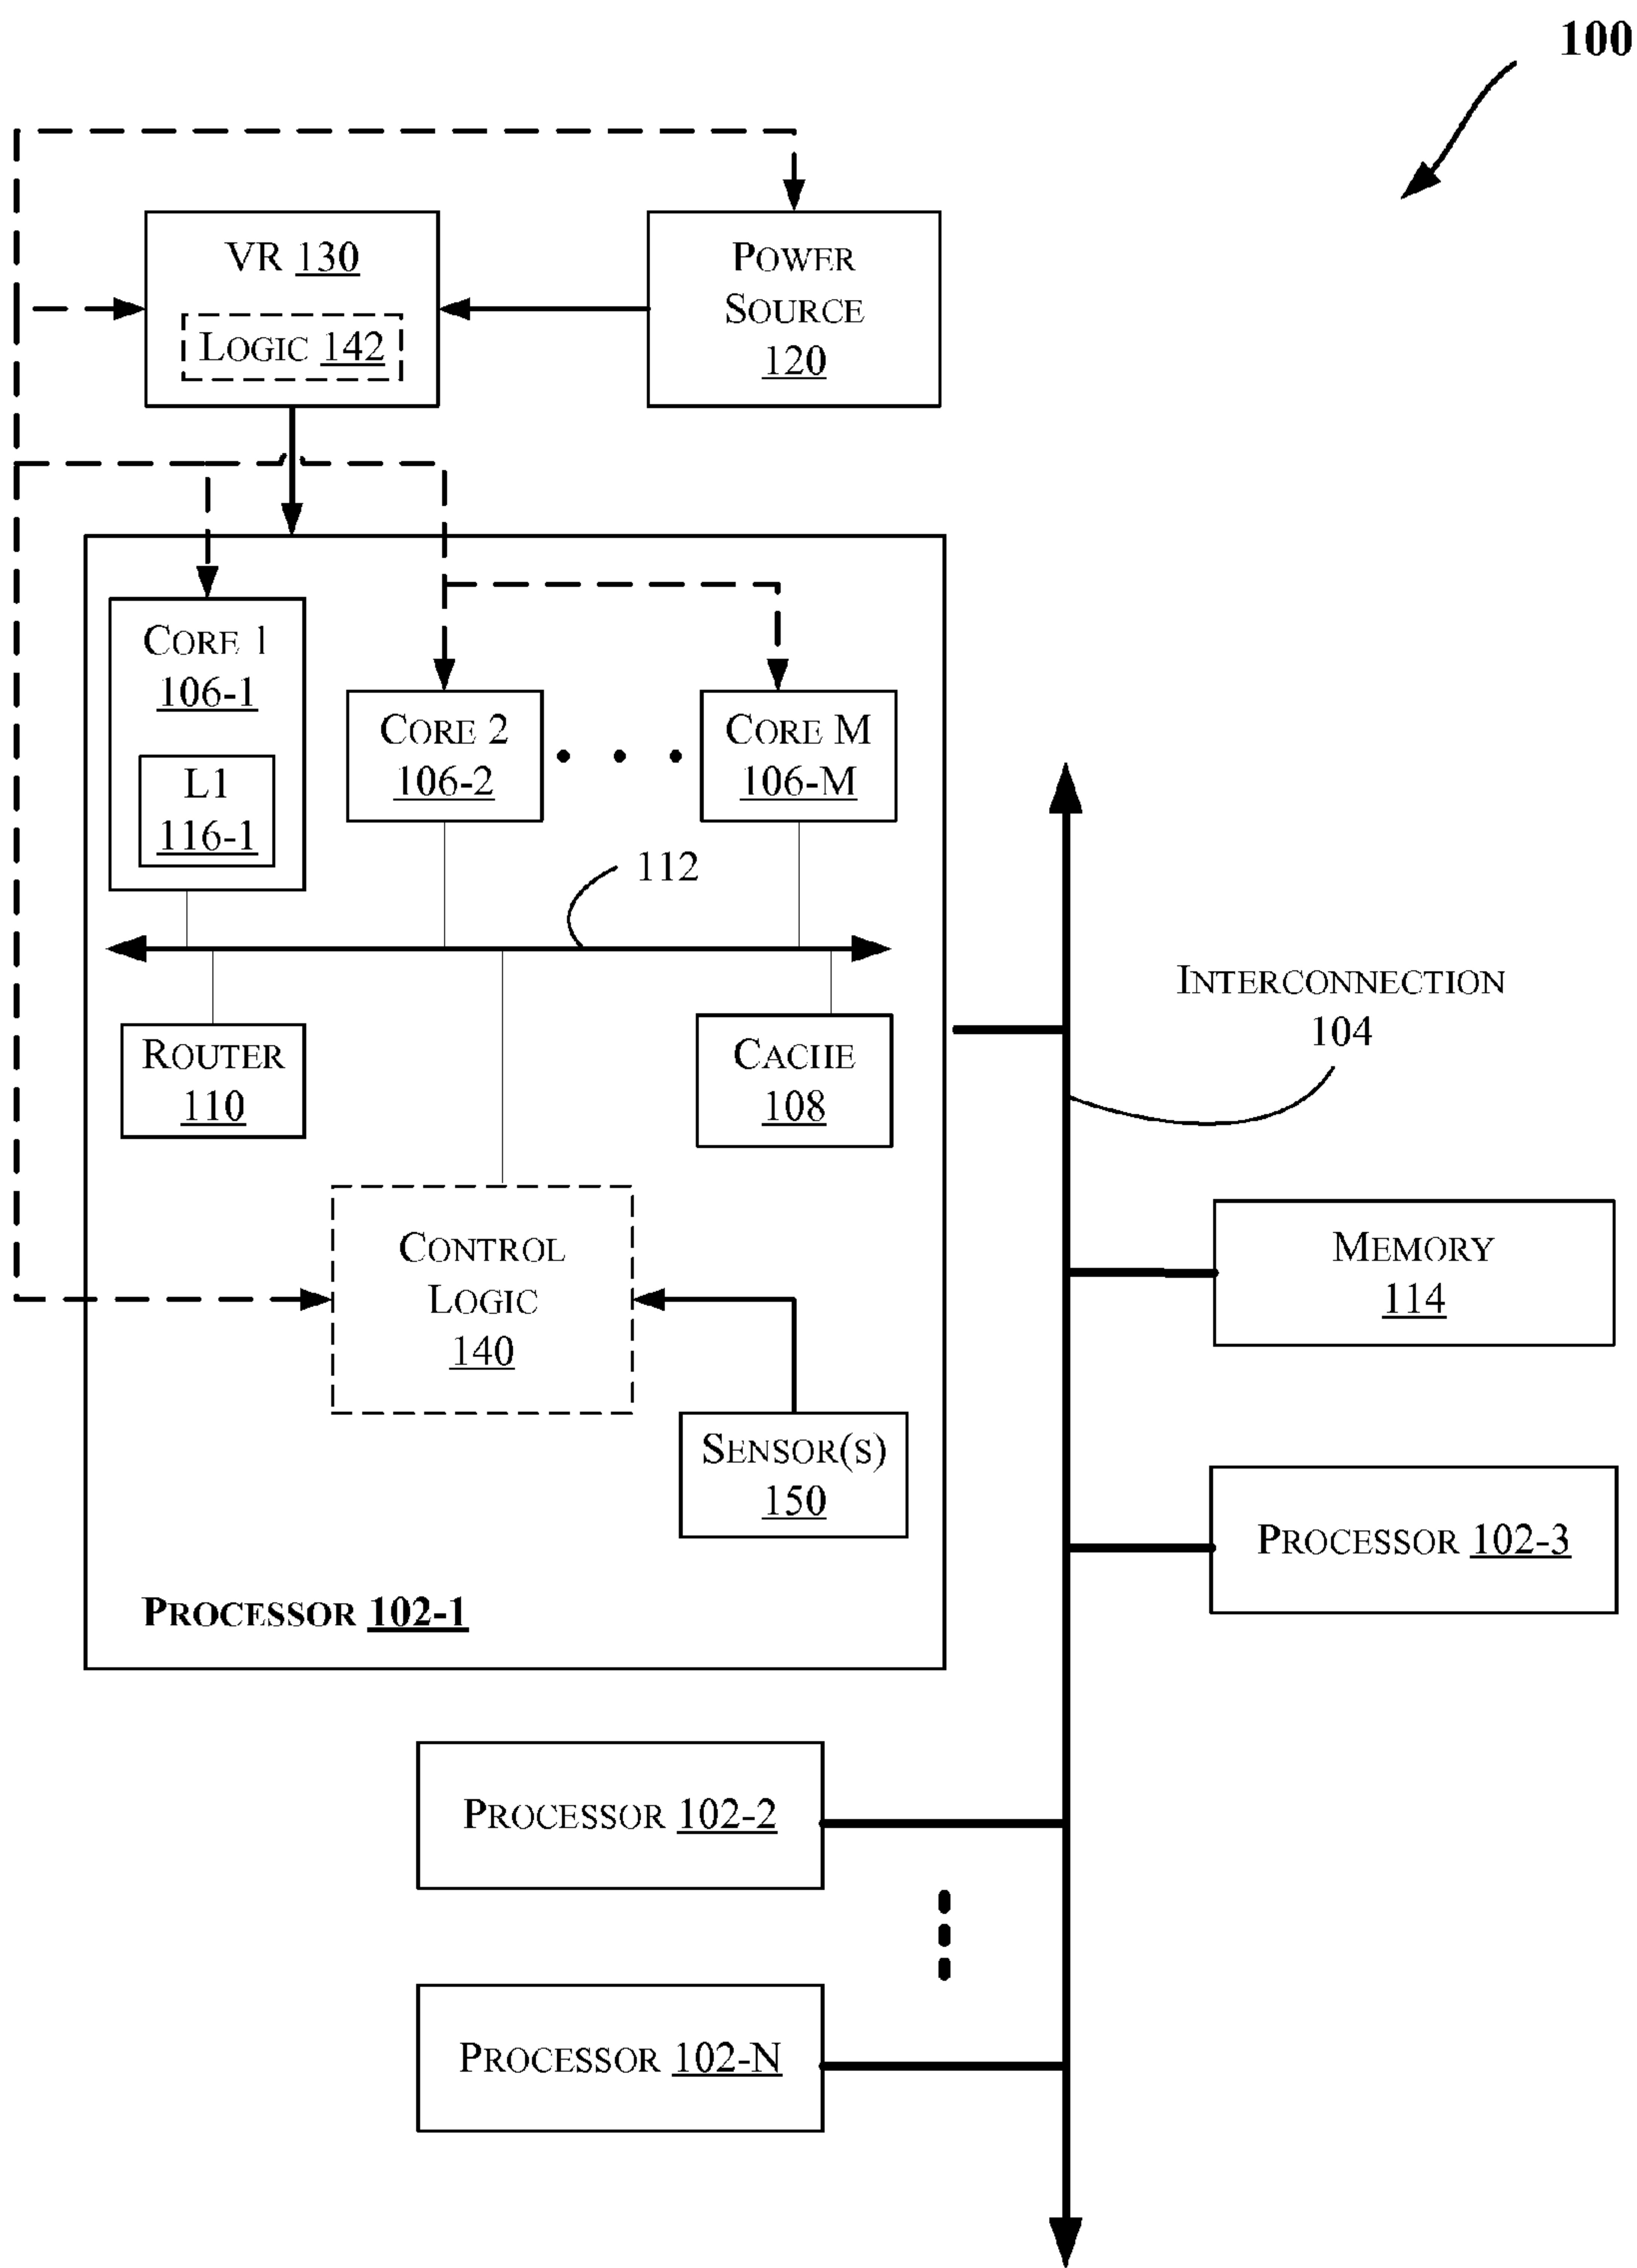 100
VR 130
LOGIC 142
POWER
SOURCE
120
CORE 1
106-1
L1
116-1
CORE 2
106-2
CORE M
106-M
112
INTERCONNECTION
104
ROUTER
110
CACHE
108
CONTROL
LOGIC
140
MEMORY
114
SENSOR(S)
150
PROCESSOR 102-3
PROCESSOR 102-1
PROCESSOR 102-2
PROCESSOR 102-N